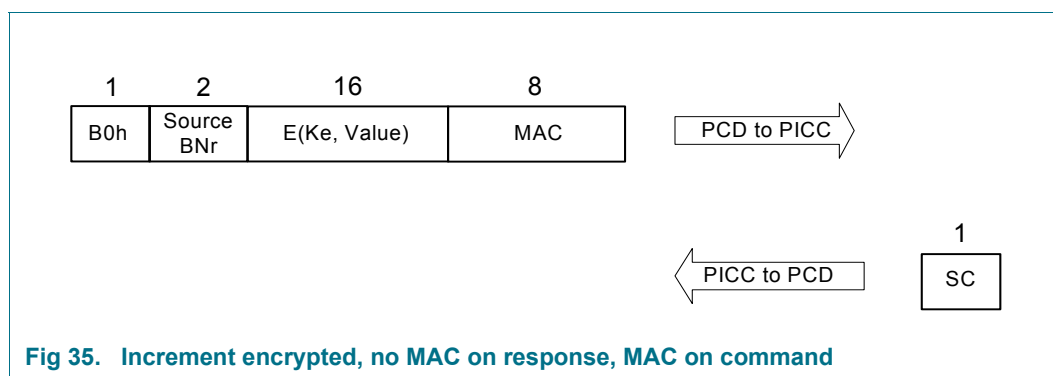 1 2 16 8
B0h Source BNr E(Ke, Value) MAC PCD to PICC
1
PICC to PCD SC
Fig 35. Increment encrypted, no MAC on response, MAC on command